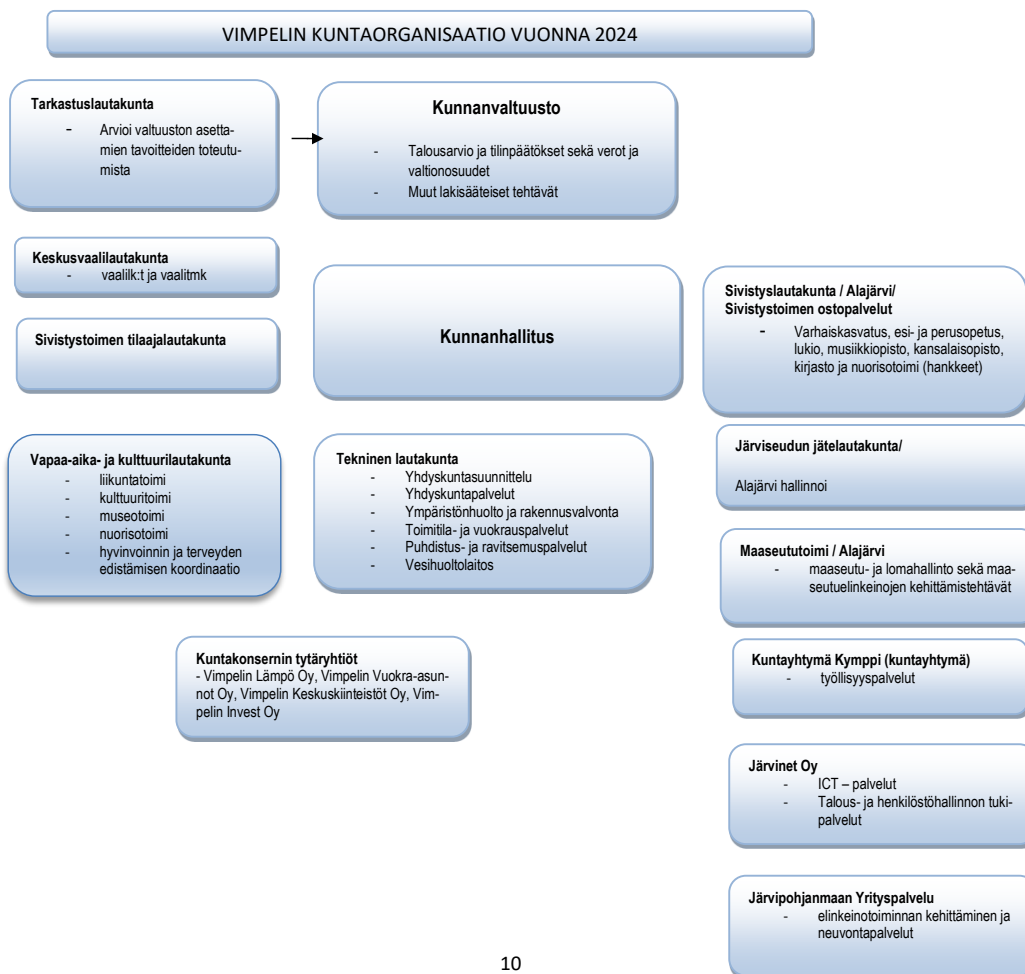 VIMPELIN KUNTAORGANISAATIO VUONNA 2024
Tarkastuslautakunta
- Arvioi valtuuston asetta-
mien tavoitteiden toteutu-
mista
Kunnanvaltuusto
- Talousarvio ja tilinpäätökset sekä verot ja
valtionosuudet
- Muut lakisääteiset tehtävät
Keskusvaalilautakunta
- vaalilk:t ja vaalitmk
Sivistystoimen tilaajalautakunta
Kunnanhallitus
Sivistyslautakunta / Alajärvi/
Sivistystoimen ostopalvelut
- Varhaiskasvatus, esi- ja perusopetus,
lukio, musiikkiopisto, kansalaisopisto,
kirjasto ja nuorisotoimi (hankkeet)
Vapaa-aika- ja kulttuurilautakunta
- liikuntatoimi
- kulttuuritoimi
- museotoimi
- nuorisotoimi
- hyvinvoinnin ja terveyden
edistämisen koordinaatio
Tekninen lautakunta
- Yhdyskuntasuunnittelu
- Yhdyskuntapalvelut
- Ympäristönhuolto ja rakennusvalvonta
- Toimitila- ja vuokrauspalvelut
- Puhdistus- ja ravitsemuspalvelut
- Vesihuoltolaitos
Järviseudun jätelautakunta/
Alajärvi hallinnoi
Maaseututoimi / Alajärvi
- maaseutu- ja lomahallinto sekä maa-
seutuelinkeinojen kehittämistehtävät
Kuntakonsernin tytäryhtiöt
- Vimpelin Lämpö Oy, Vimpelin Vuokra-asun-
not Oy, Vimpelin Keskuskiinteistöt Oy, Vim-
pelin Invest Oy
Kuntayhtymä Kymppi (kuntayhtymä)
- työllisyyspalvelut
Järvinet Oy
- ICT – palvelut
- Talous- ja henkilöstöhallinnon tuki-
palvelut
Järvipohjanmaan Yrityspalvelu
- elinkeinotoiminnan kehittäminen ja
neuvontapalvelut
10